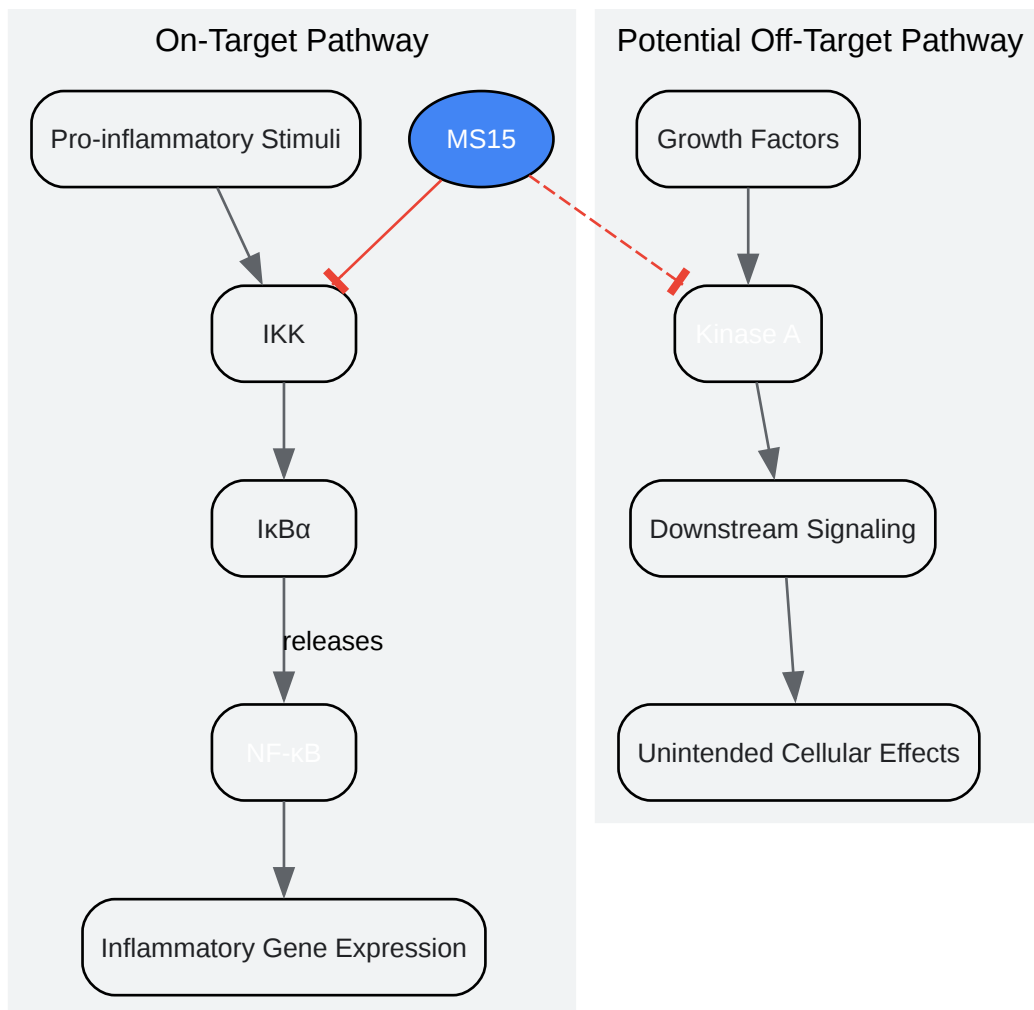 On-Target Pathway
Pro-inflammatory Stimuli
MS15
IKK
IκBα
releases
NF-κB
Inflammatory Gene Expression
Potential Off-Target Pathway
Growth Factors
Kinase A
Downstream Signaling
Unintended Cellular Effects